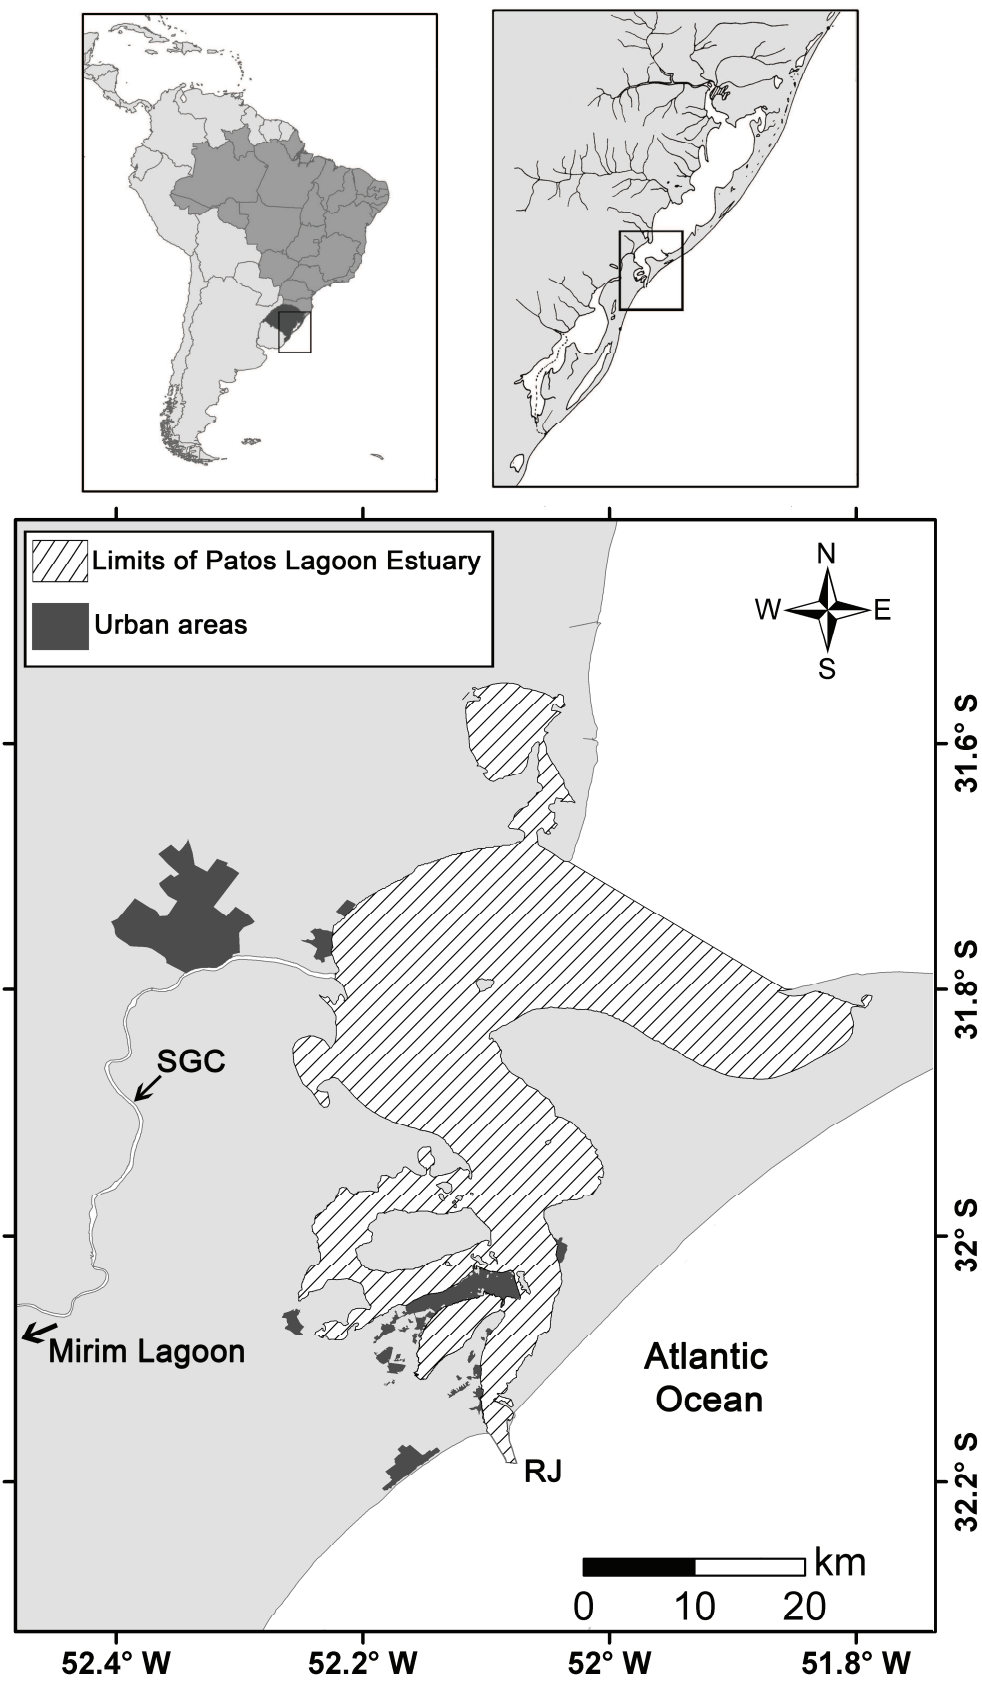 Limits of Patos Lagoon Estuary
Urban areas
N
W E
S
31.6° S
31.8° S
SGC
32° S
Mirim Lagoon
Atlantic
Ocean
RJ
32.2° S
km
0 10 20
52.4° W 52.2° W 52° W 51.8° W